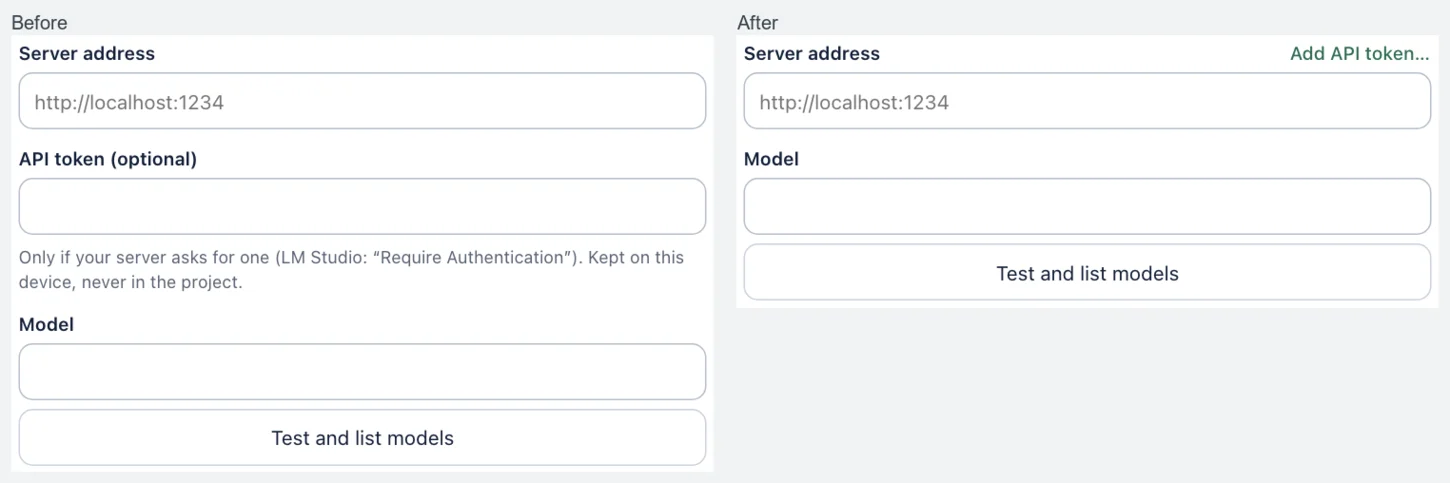 Before
Server address
http://localhost:1234
API token (optional)
Only if your server asks for one (LM Studio: “Require Authentication”). Kept on this
device, never in the project.
Model
Test and list models
After
Server address
Add API token...
http://localhost:1234
Model
Test and list models